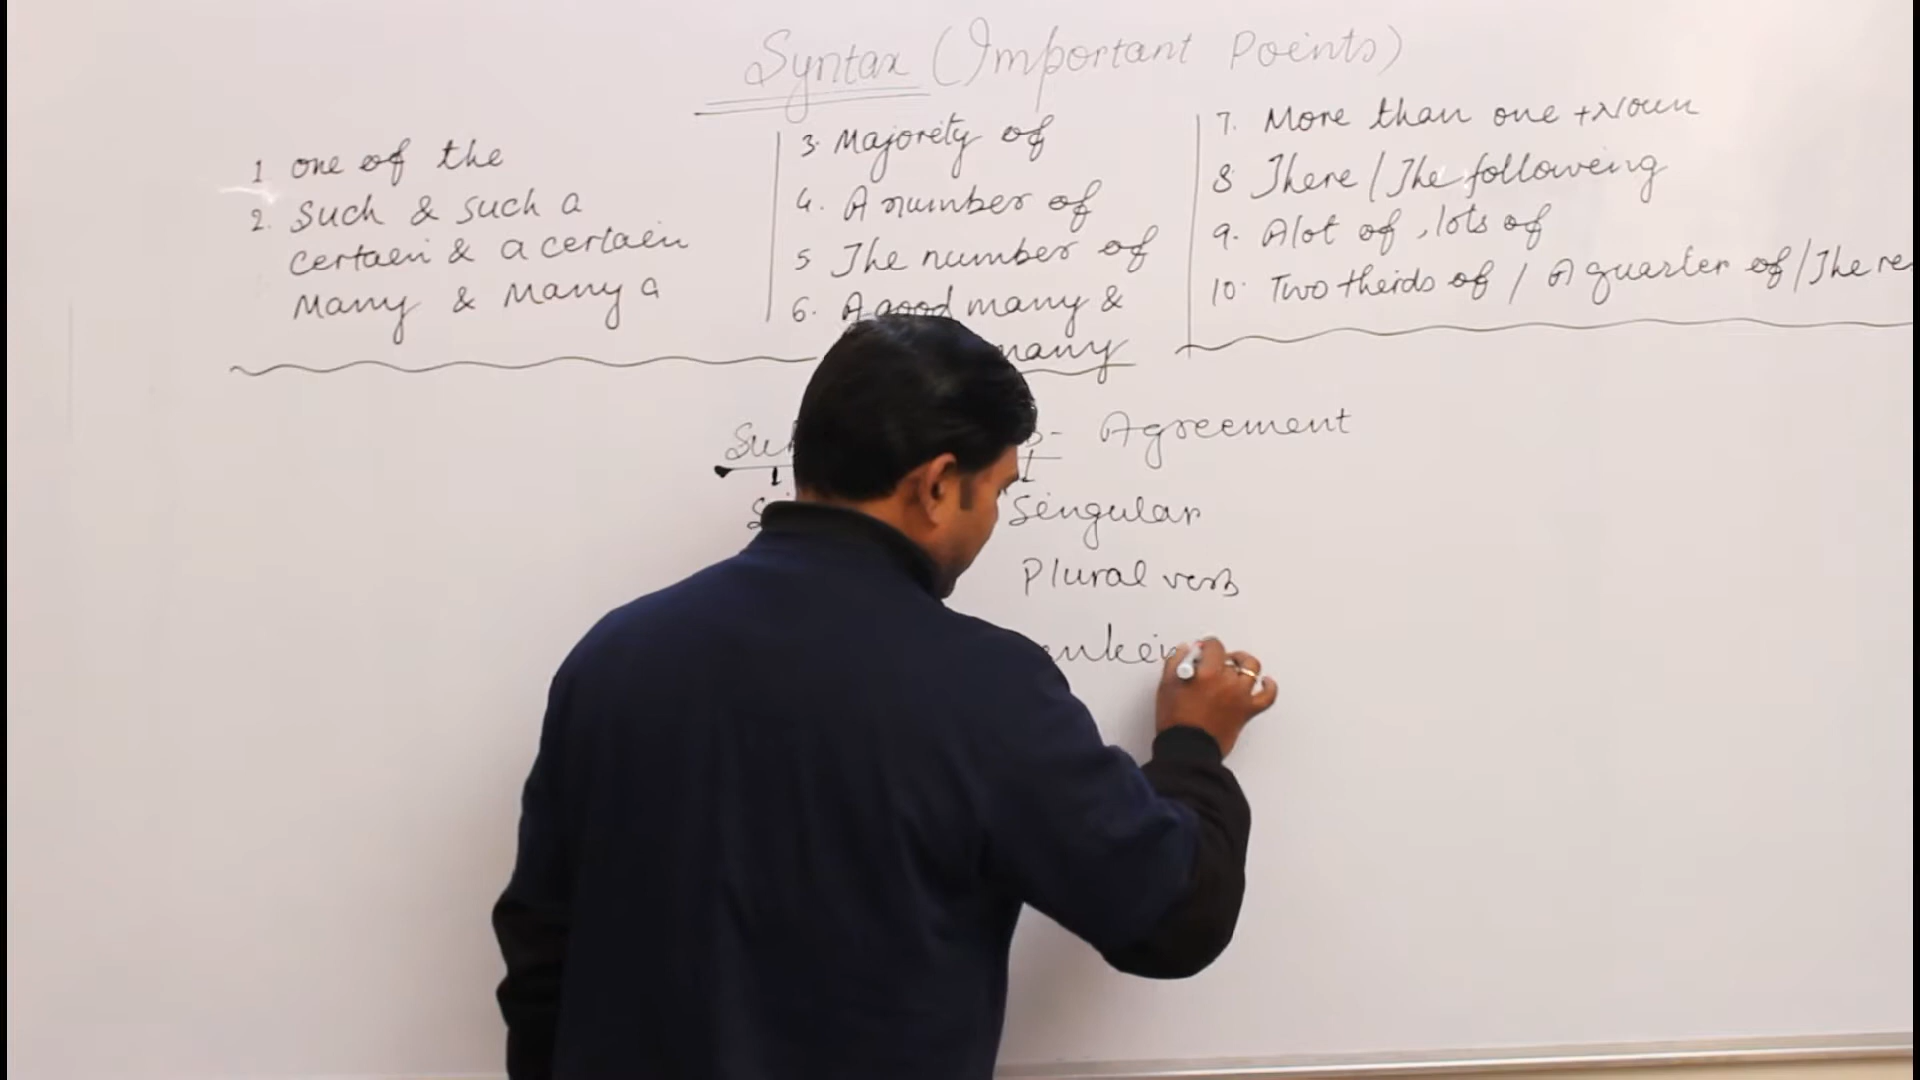 Syntax (Important Points)
1 one of the
2. Such & such a
certain & a certain
Many & Many a
3. Majority of
4. A number of
5 The number of
6. A good many &
many
7. More than one + Noun
8 There / The following
9. A lot of, lots of
10. Two thirds of / A quarter of / The re
Agreement
Singular
Plural verb